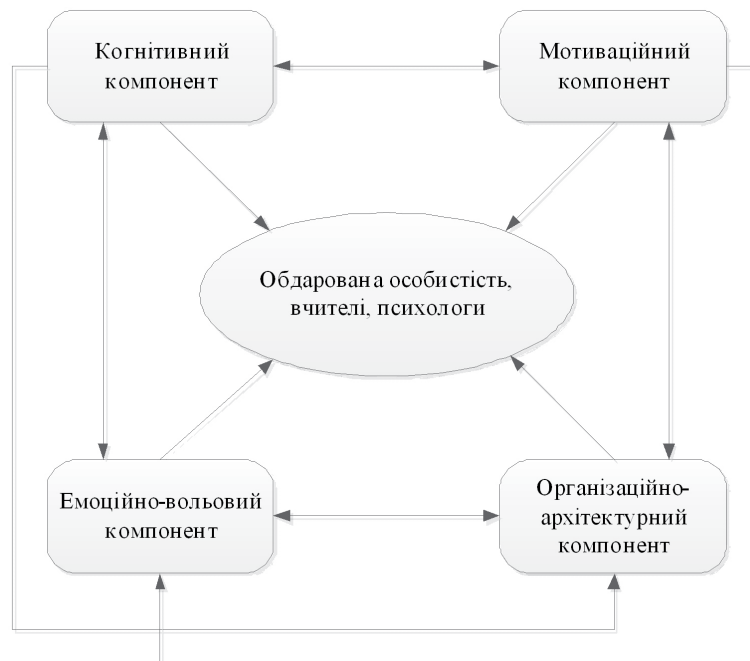 Когнітивний
компонент
Мотиваційний
компонент
Обдарована особистість,
вчителі, психологи
Емоційно-вольовий
компонент
Організаційно-
архітектурний
компонент